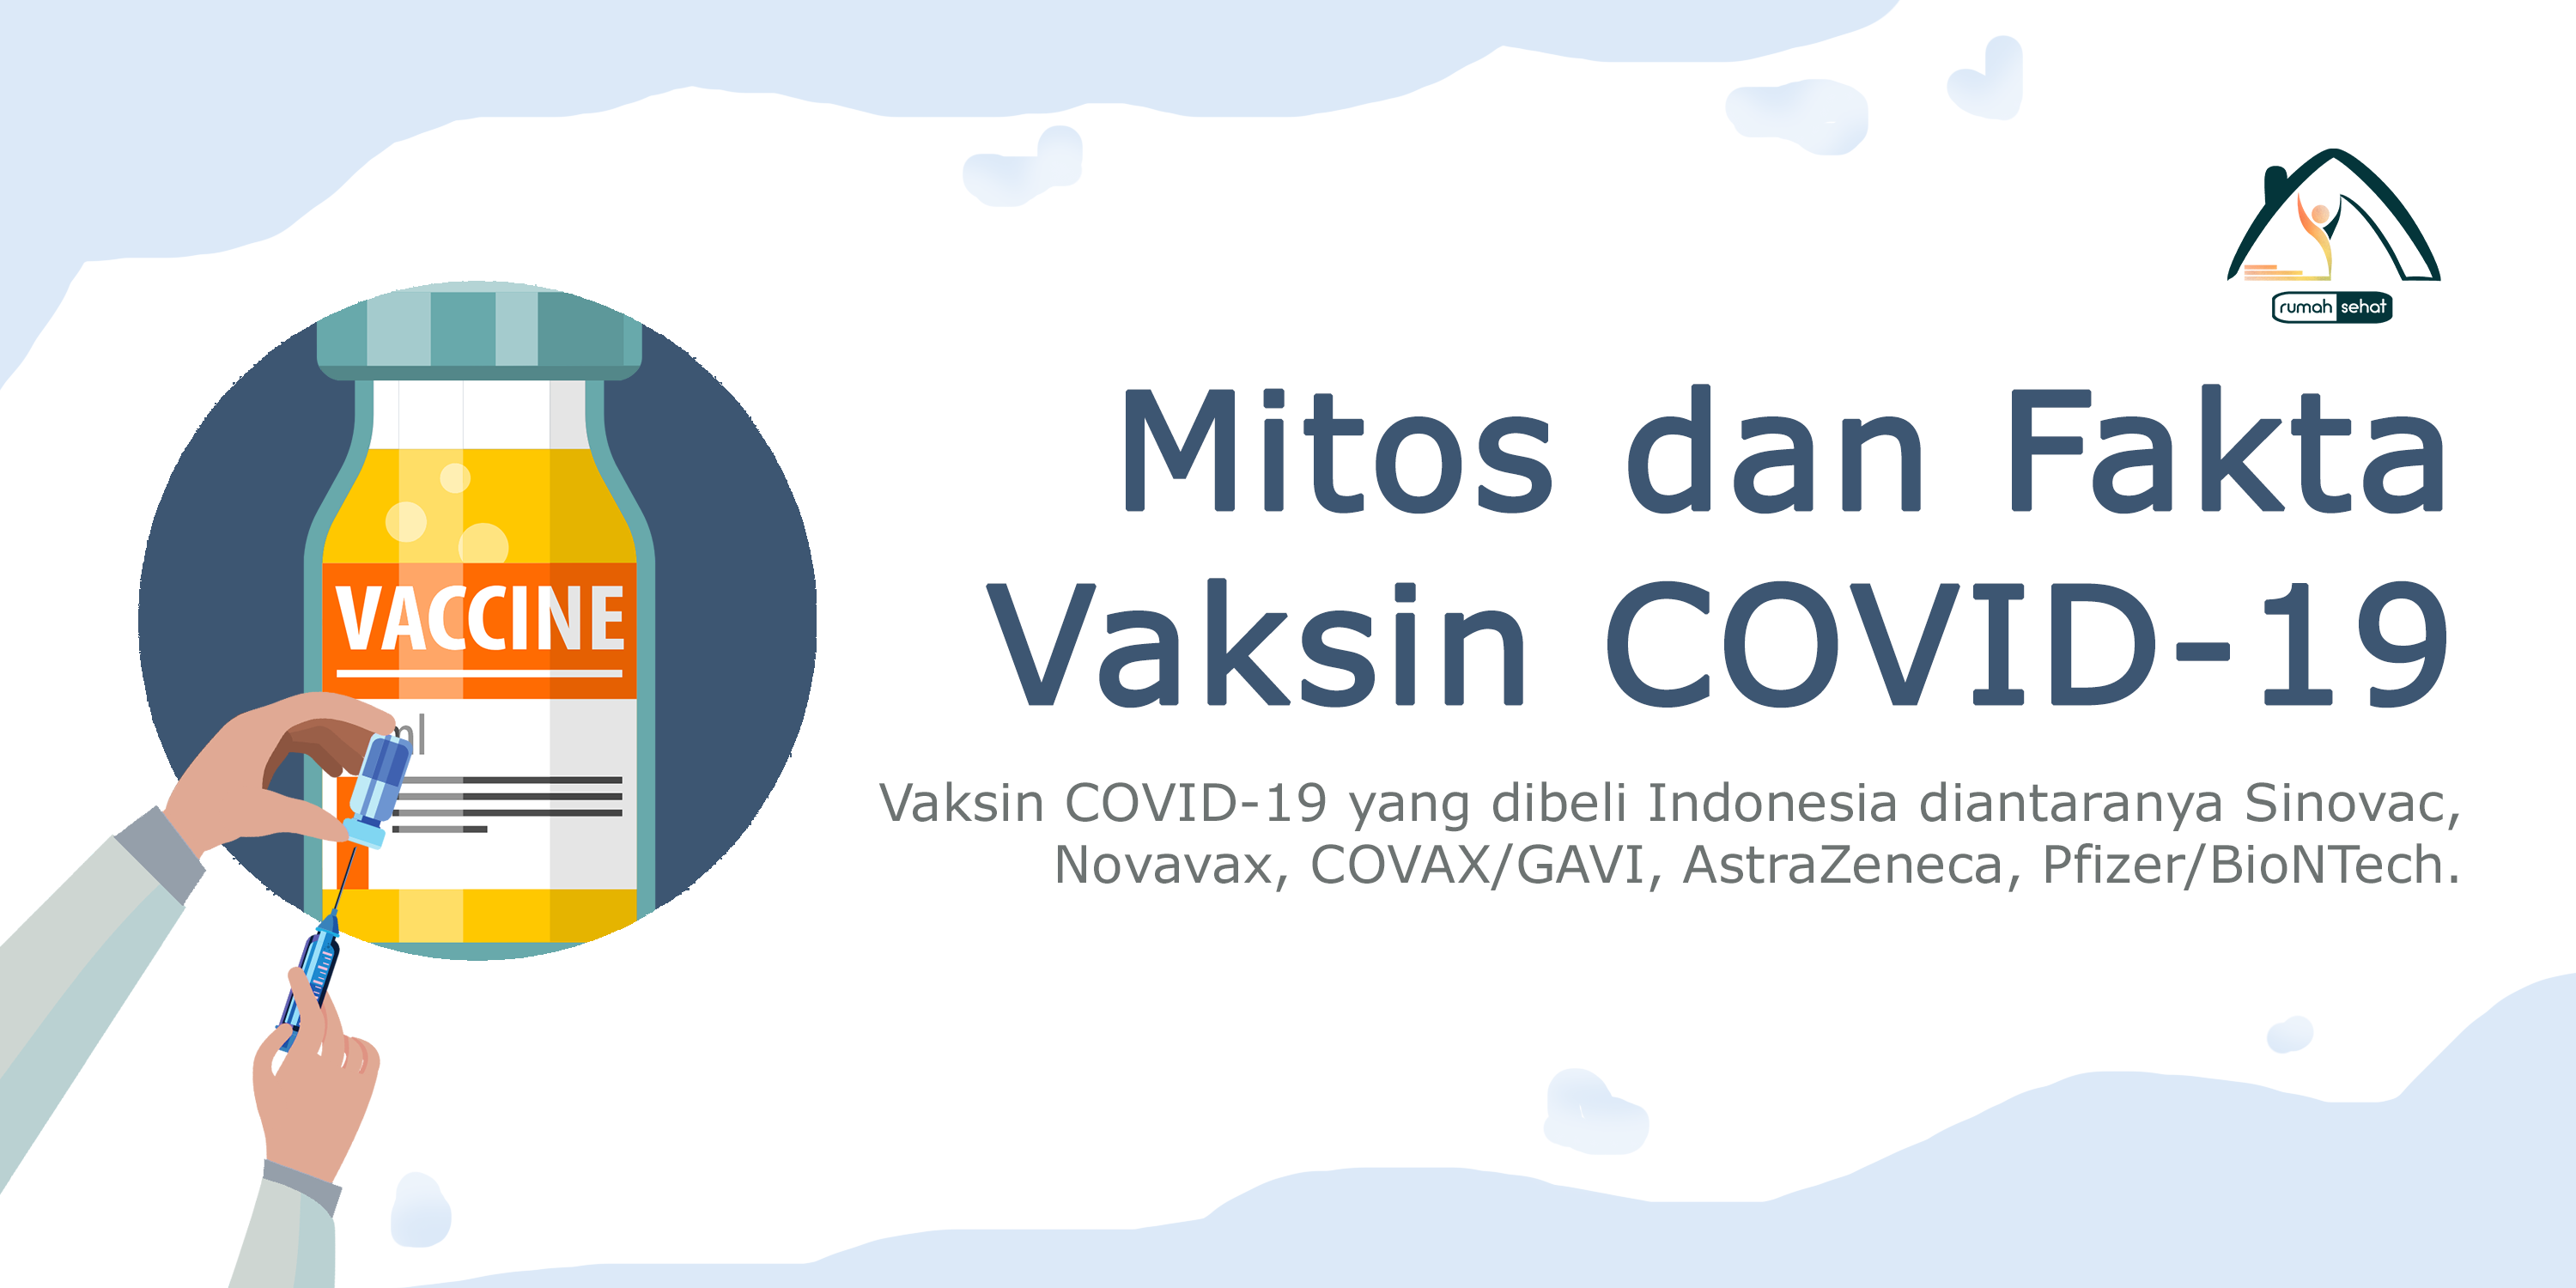 rumah sehat
Mitos dan Fakta
Vaksin COVID-19
Vaksin COVID-19 yang dibeli Indonesia diantaranya Sinovac,
Novavax, COVAX/GAVI, AstraZeneca, Pfizer/BioNTech.
VACCINE
ml